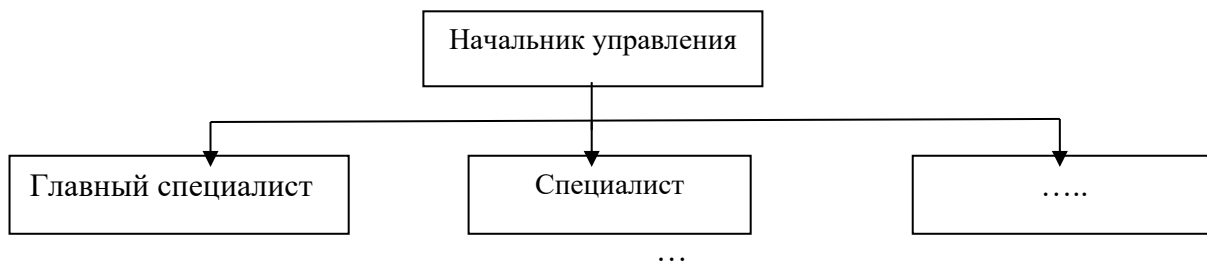 Начальник управления
Главный специалист
Специалист
…..
…